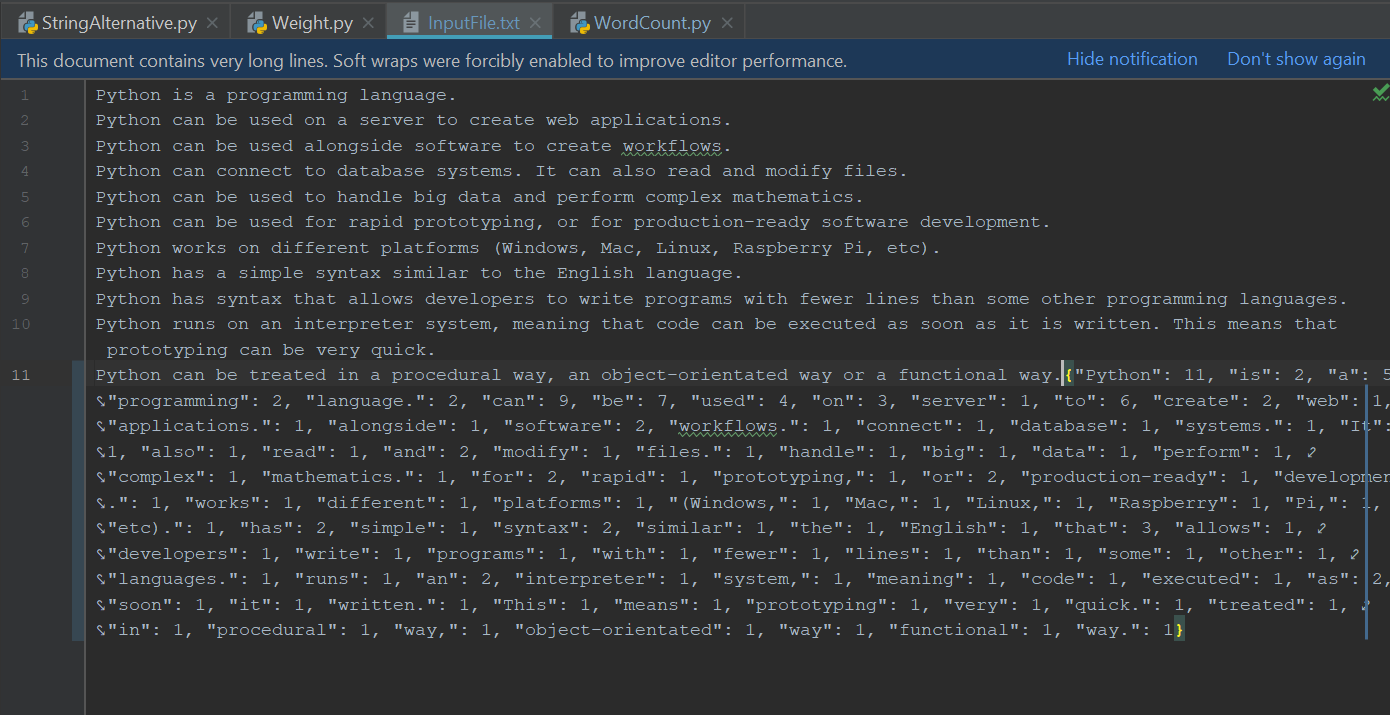 StringAlternative.py Weight.py InputFile.txt WordCount.py
This document contains very long lines. Soft wraps were forcibly enabled to improve editor performance. Hide notification Don't show again
1 Python is a programming language.
2 Python can be used on a server to create web applications.
3 Python can be used alongside software to create workflows.
4 Python can connect to database systems. It can also read and modify files.
5 Python can be used to handle big data and perform complex mathematics.
6 Python can be used for rapid prototyping, or for production-ready software development.
7 Python works on different platforms (Windows, Mac, Linux, Raspberry Pi, etc).
8 Python has a simple syntax similar to the English language.
9 Python has syntax that allows developers to write programs with fewer lines than some other programming languages.
10 Python runs on an interpreter system, meaning that code can be executed as soon as it is written. This means that
prototyping can be very quick.
11 Python can be treated in a procedural way, an object-orientated way or a functional way.{"Python": 11, "is": 2, "a": 5
"programming": 2, "language.": 2, "can": 9, "be": 7, "used": 4, "on": 3, "server": 1, "to": 6, "create": 2, "web": 1,
"applications.": 1, "alongside": 1, "software": 2, "workflows.": 1, "connect": 1, "database": 1, "systems.": 1, "It":
1, "also": 1, "read": 1, "and": 2, "modify": 1, "files.": 1, "handle": 1, "big": 1, "data": 1, "perform": 1,
"complex": 1, "mathematics.": 1, "for": 2, "rapid": 1, "prototyping,": 1, "or": 2, "production-ready": 1, "developmen
.": 1, "works": 1, "different": 1, "platforms": 1, "(Windows,": 1, "Mac,": 1, "Linux,": 1, "Raspberry": 1, "Pi,": 1,
"etc).": 1, "has": 2, "simple": 1, "syntax": 2, "similar": 1, "the": 1, "English": 1, "that": 3, "allows": 1,
"developers": 1, "write": 1, "programs": 1, "with": 1, "fewer": 1, "lines": 1, "than": 1, "some": 1, "other": 1,
"languages.": 1, "runs": 1, "an": 2, "interpreter": 1, "system,": 1, "meaning": 1, "code": 1, "executed": 1, "as": 2,
"soon": 1, "it": 1, "written.": 1, "This": 1, "means": 1, "prototyping": 1, "very": 1, "quick.": 1, "treated": 1,
"in": 1, "procedural": 1, "way,": 1, "object-orientated": 1, "way": 1, "functional": 1, "way.": 1}